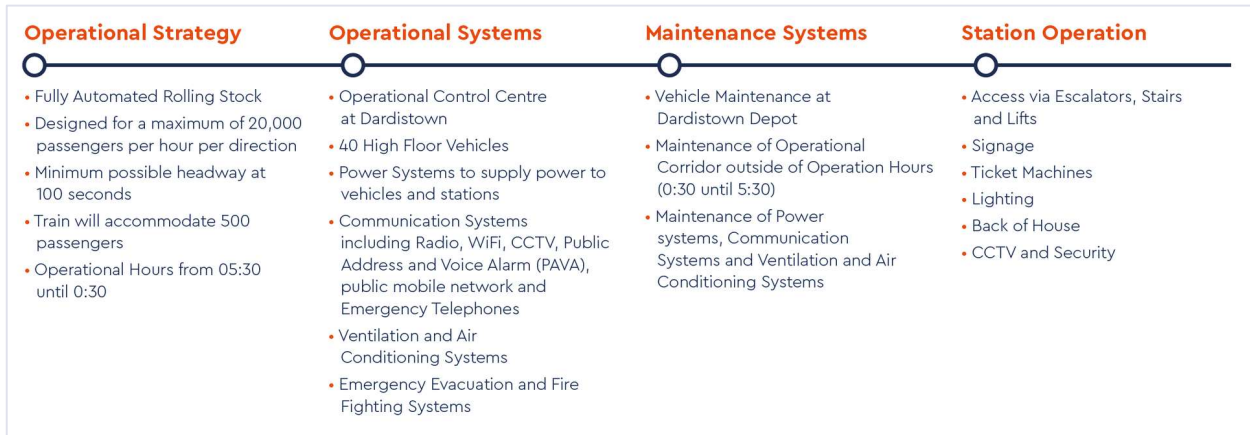 Operational Strategy
• Fully Automated Rolling Stock
• Designed for a maximum of 20,000
passengers per hour per direction
• Minimum possible headway at
100 seconds
• Train will accommodate 500
passengers
• Operational Hours from 05:30
until 0:30
Operational Systems
• Operational Control Centre
at Dardistown
• 40 High Floor Vehicles
• Power Systems to supply power to
vehicles and stations
• Communication Systems
including Radio, WiFi, CCTV, Public
Address and Voice Alarm (PAVA),
public mobile network and
Emergency Telephones
• Ventilation and Air
Conditioning Systems
• Emergency Evacuation and Fire
Fighting Systems
Maintenance Systems
• Vehicle Maintenance at
Dardistown Depot
• Maintenance of Operational
Corridor outside of Operation Hours
(0:30 until 5:30)
• Maintenance of Power
systems, Communication
Systems and Ventilation and Air
Conditioning Systems
Station Operation
• Access via Escalators, Stairs
and Lifts
• Signage
• Ticket Machines
• Lighting
• Back of House
• CCTV and Security